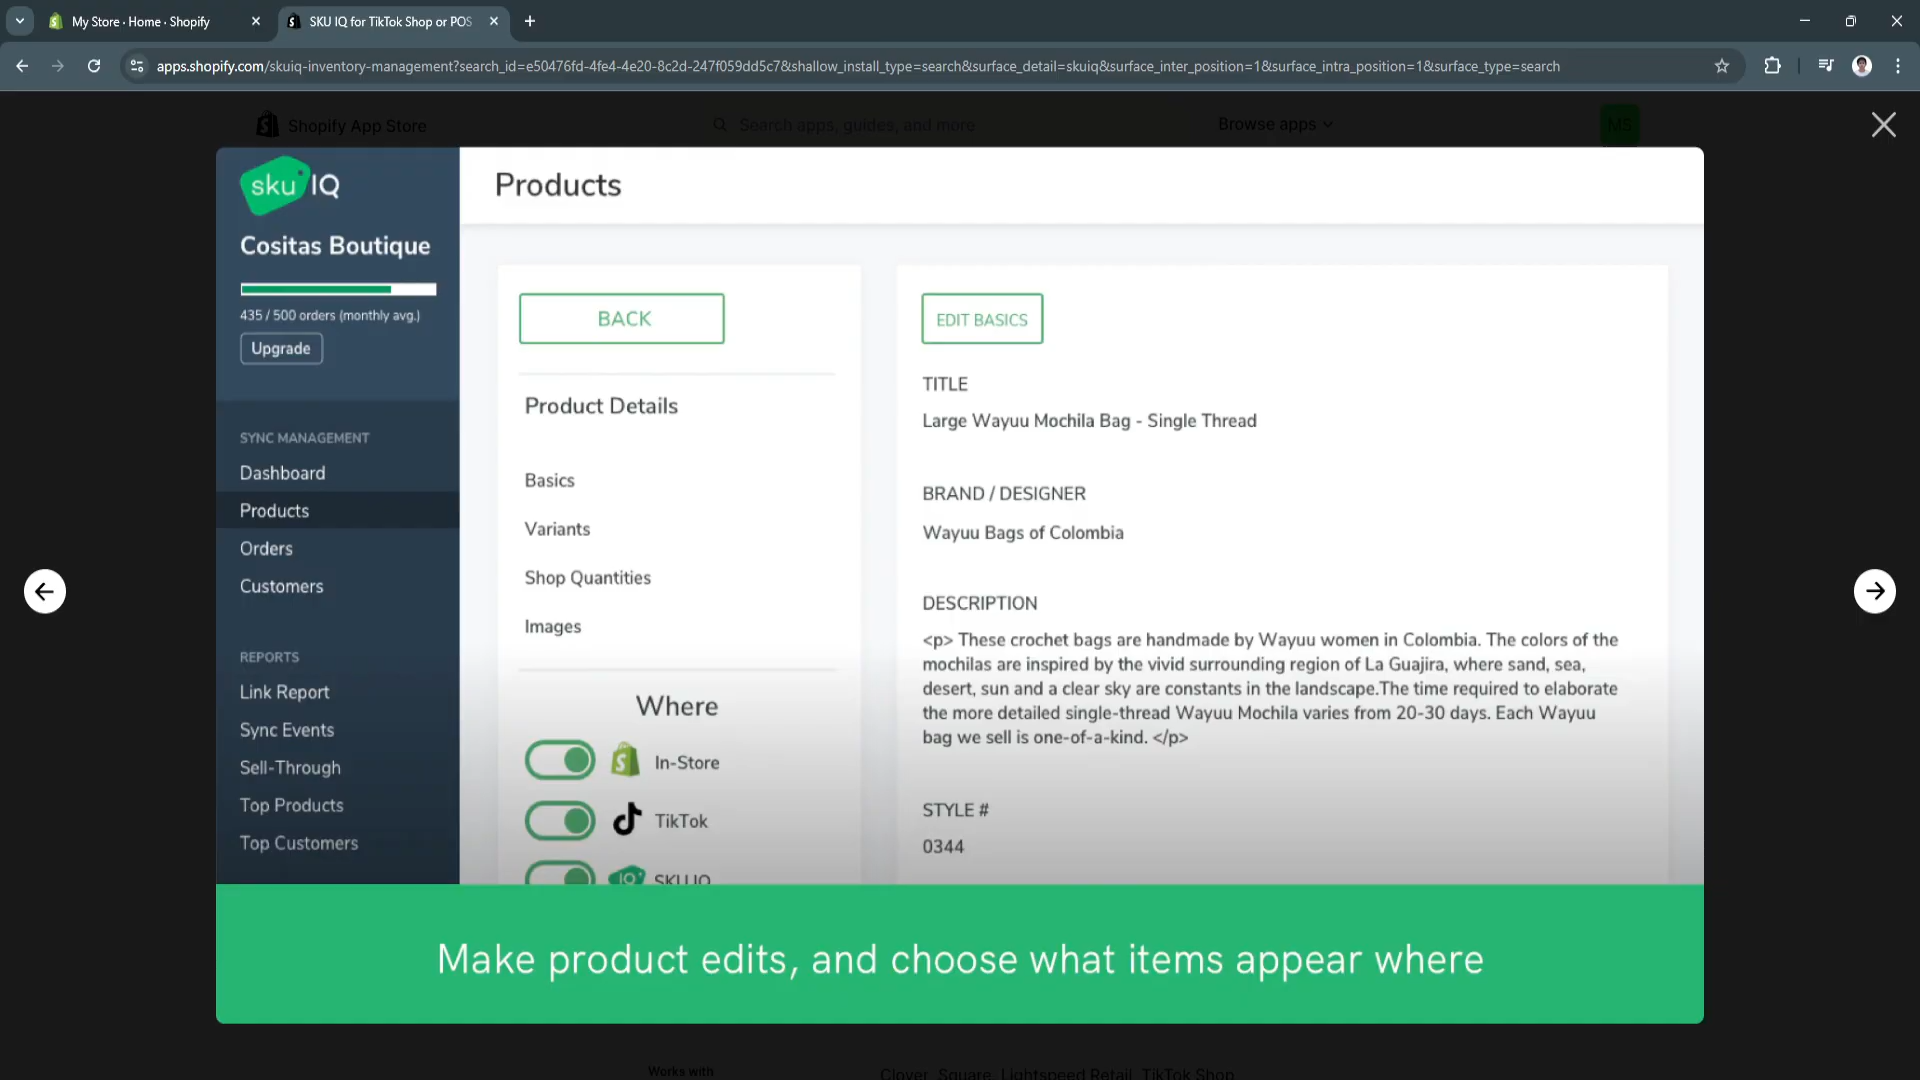 My Store · Home · Shopify
SKU IQ for TikTok Shop or POS
apps.shopify.com/skuiq-inventory-management?search_id=e50476fd-4fe4-4e20-8c2d-247f059dd5c7&shallow_install_type=search&surface_detail=skuiq&surface_inter_position=1&surface_intra_position=1&surface_type=search
Shopify App Store
Search apps, guides, and more
Browse apps
MS
sku IQ
Products
Cositas Boutique
435 / 500 orders (monthly avg.)
Upgrade
SYNC MANAGEMENT
Dashboard
Products
Orders
Customers
REPORTS
Link Report
Sync Events
Sell-Through
Top Products
Top Customers
BACK
Product Details
Basics
Variants
Shop Quantities
Images
Where
In-Store
TikTok
SKU IQ
EDIT BASICS
TITLE
Large Wayuu Mochila Bag - Single Thread
BRAND / DESIGNER
Wayuu Bags of Colombia
DESCRIPTION
<p> These crochet bags are handmade by Wayuu women in Colombia. The colors of the
mochilas are inspired by the vivid surrounding region of La Guajira, where sand, sea,
desert, sun and a clear sky are constants in the landscape.The time required to elaborate
the more detailed single-thread Wayuu Mochila varies from 20-30 days. Each Wayuu
bag we sell is one-of-a-kind. </p>
STYLE #
0344
Make product edits, and choose what items appear where
Works with
Clover, Square, Lightspeed Retail, TikTok Shop